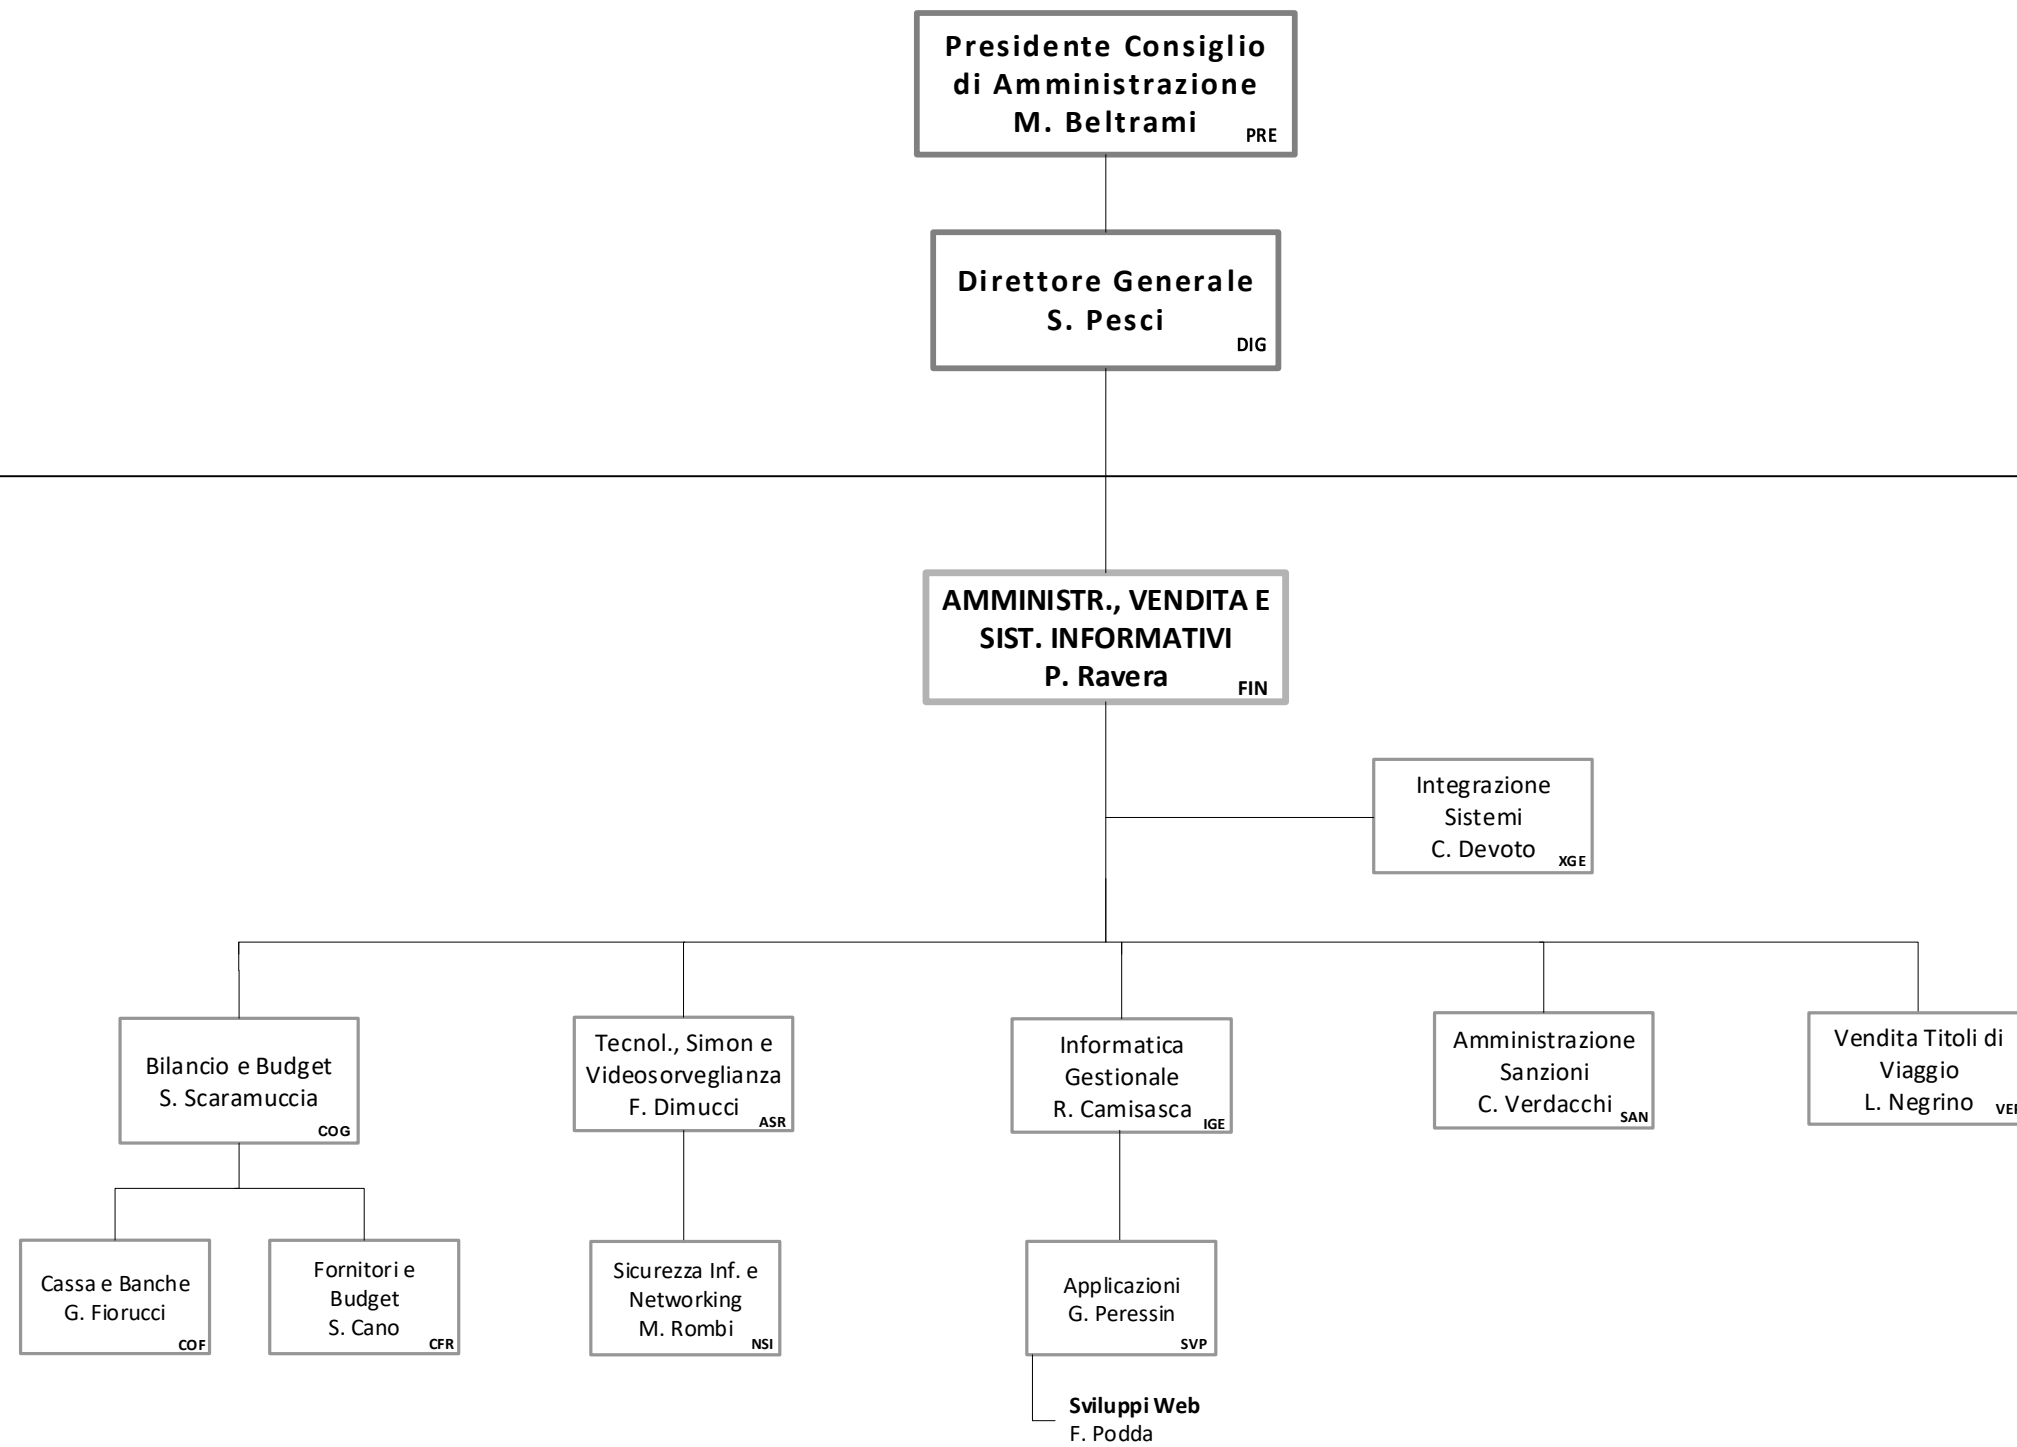 Presidente Consiglio
di Amministrazione
M. Beltrami
PRE
Direttore Generale
S. Pesci
DIG
AMMINISTR., VENDITA E
SIST. INFORMATIVI
P. Ravera
FIN
Integrazione
Sistemi
C. Devoto
XGE
Bilancio e Budget
S. Scaramuccia
COG
Tecnol., Simon e
Videosorveglianza
F. Dimucci
ASR
Informatica
Gestionale
R. Camisasca
IGE
Amministrazione
Sanzioni
C. Verdacchi
SAN
Vendita Titoli di
Viaggio
L. Negrino
Cassa e Banche
G. Fiorucci
COF
Fornitori e
Budget
S. Cano
CFR
Sicurezza Inf. e
Networking
M. Rombi
NSI
Applicazioni
G. Peressin
SVP
Sviluppi Web
F. Podda